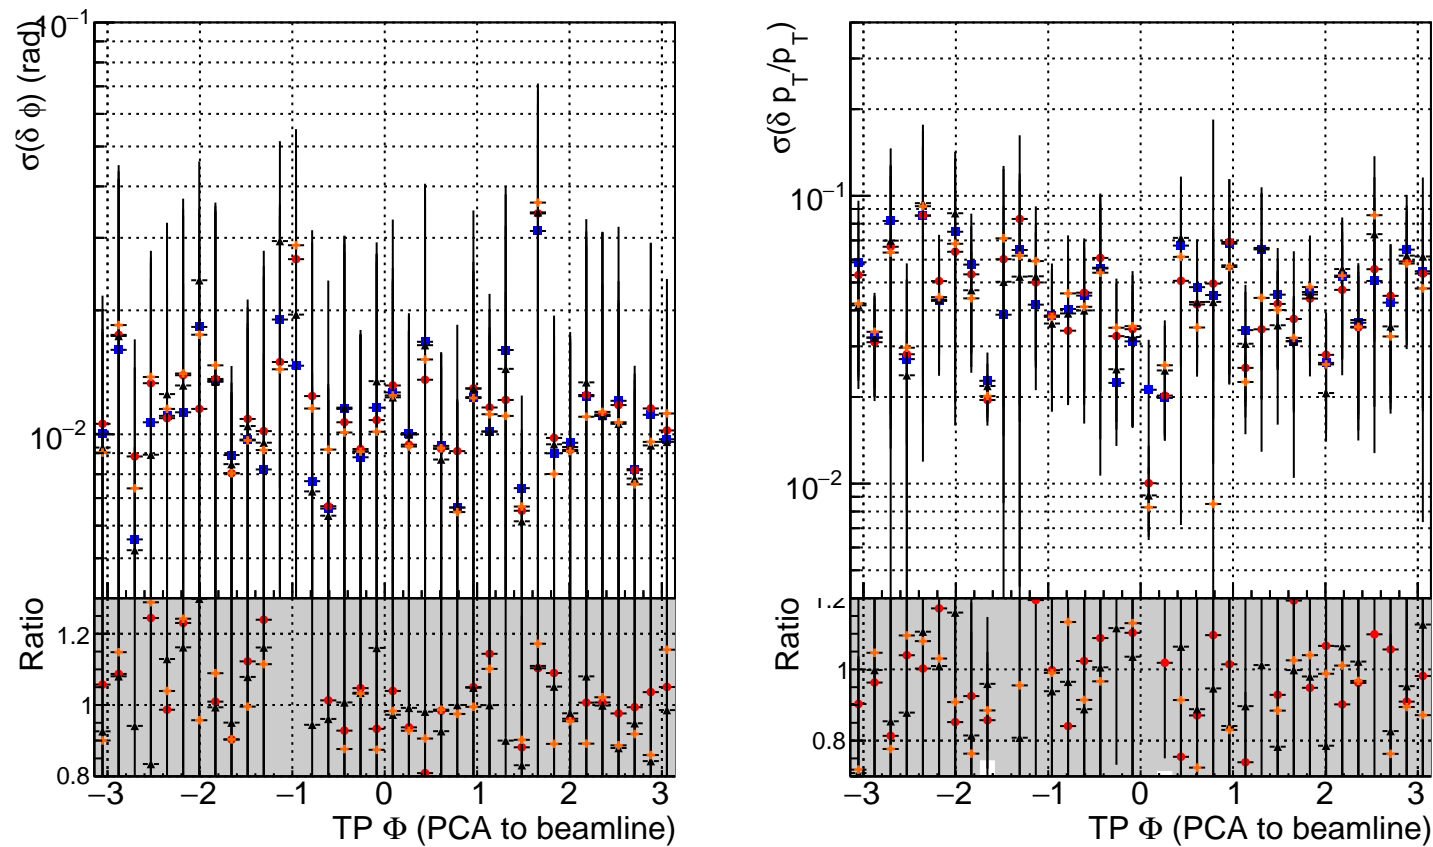 10⁻¹
σ(δ φ) (rad)
10⁻²
Ratio
1.2
1
0.8
−3 −2 −1 0 1 2 3
TP Φ (PCA to beamline)
σ(δ p_T/p_T)
10⁻¹
10⁻²
Ratio
1.2
1
0.8
−3 −2 −1 0 1 2 3
TP Φ (PCA to beamline)